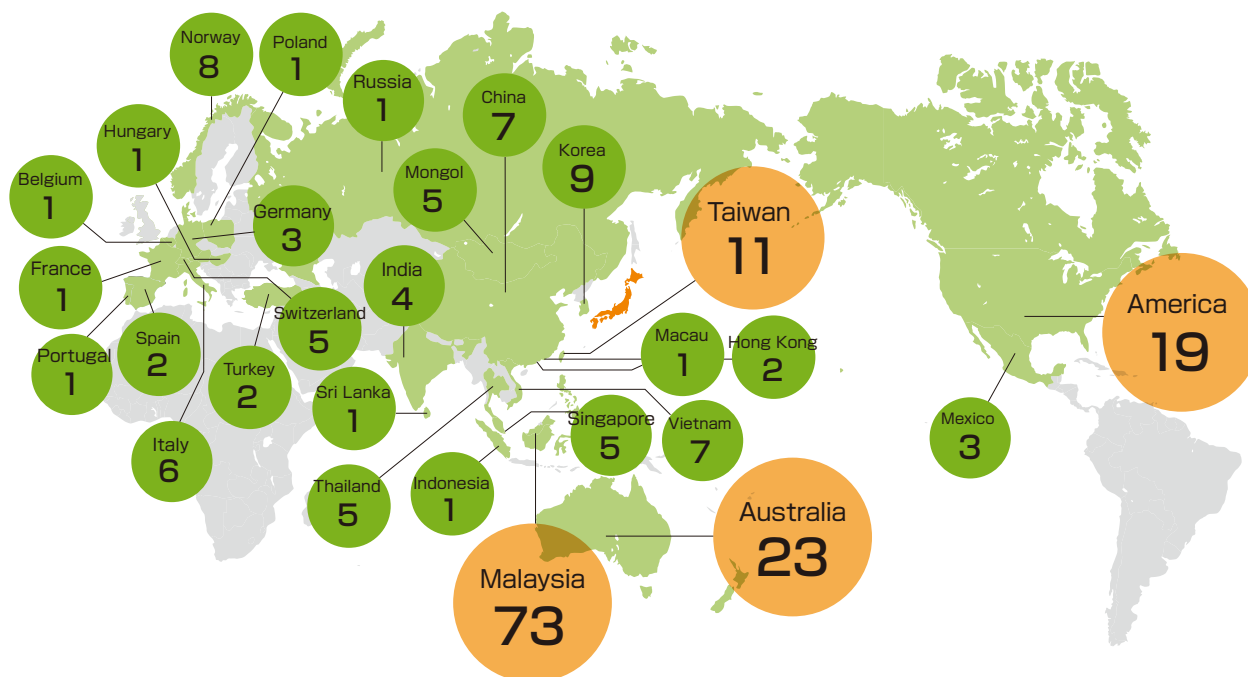 Norway
8
Poland
1
Russia
1
China
7
Hungary
1
Korea
9
Mongol
5
Belgium
1
Germany
3
Taiwan
11
France
1
India
4
America
19
Switzerland
5
Spain
2
Portugal
1
Turkey
2
Macau
1
Hong Kong
2
Sri Lanka
1
Singapore
5
Vietnam
7
Mexico
3
Italy
6
Thailand
5
Indonesia
1
Australia
23
Malaysia
73